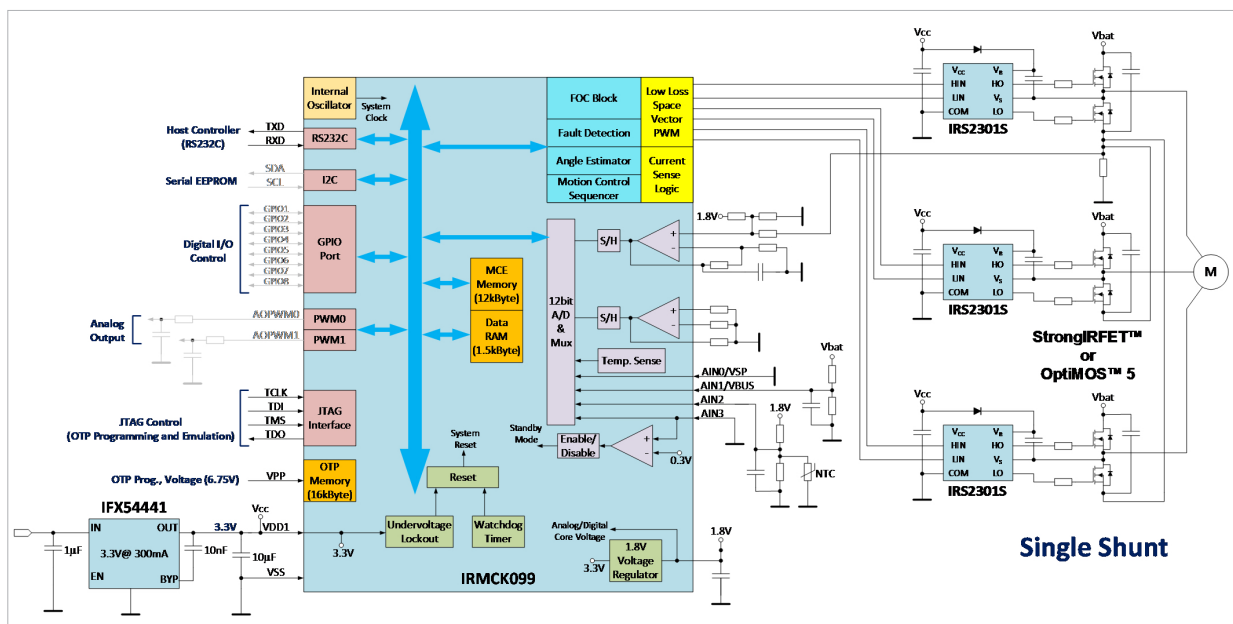 Internal
Oscillator
System
Clock
Host Controller
(RS232C)
TXD
RXD
RS232C
Serial EEPROM
SDA
SCL
I2C
Digital I/O
Control
GPIO1
GPIO2
GPIO3
GPIO4
GPIO5
GPIO6
GPIO7
GPIO8
GPIO
Port
Analog
Output
AOPWM0
AOPWM1
PWM0
PWM1
JTAG Control
(OTP Programming and Emulation)
TCLK
TDI
TMS
TDO
JTAG
Interface
OTP Prog., Voltage (6.75V)
VPP
OTP
Memory
(16kByte)
IFX54441
IN
OUT
3.3V@ 300mA
EN
BYP
1µF
10nF
3.3V
Vcc
10µF
VDD1
VSS
3.3V
Undervoltage
Lockout
Watchdog
Timer
Reset
System
Reset
MCE
Memory
(12kByte)
Data
RAM
(1.5kByte)
FOC Block
Fault Detection
Angle Estimator
Motion Control
Sequencer
Low Loss
Space
Vector
PWM
Current
Sense
Logic
12bit
A/D
&
Mux
S/H
+
−
S/H
+
−
Temp. Sense
AIN0/VSP
AIN1/VBUS
AIN2
AIN3
Standby
Mode
Enable/
Disable
+
−
0.3V
Analog/Digital
Core Voltage
3.3V
1.8V
Voltage
Regulator
1.8V
IRMCK099
1.8V
Vbat
1.8V
NTC
Vcc
VCC
HIN
LIN
COM
VB
HO
VS
LO
IRS2301S
Vbat
Vcc
VCC
HIN
LIN
COM
VB
HO
VS
LO
IRS2301S
Vbat
M
StrongIRFET™
or
OptiMOS™ 5
Vcc
VCC
HIN
LIN
COM
VB
HO
VS
LO
IRS2301S
Vbat
Single Shunt